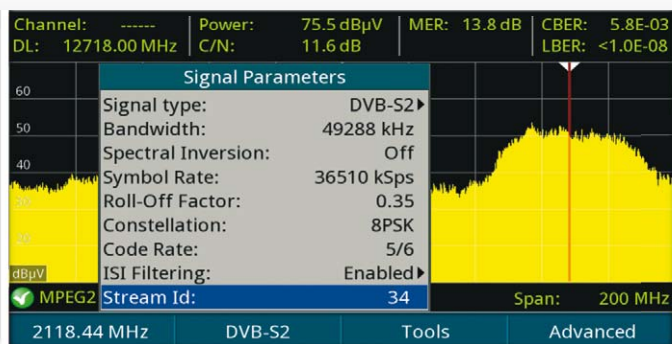 Channel: ------ Power: 75.5 dBµV MER: 13.8 dB CBER: 5.8E-03
DL: 12718.00 MHz C/N: 11.6 dB LBER: <1.0E-08
Signal Parameters
Signal type: DVB-S2
Bandwidth: 49288 kHz
Spectral Inversion: Off
Symbol Rate: 36510 kSps
Roll-Off Factor: 0.35
Constellation: 8PSK
Code Rate: 5/6
ISI Filtering: Enabled
Stream Id: 34
60
50
40
30
20
dBµV
MPEG2 Span: 200 MHz
2118.44 MHz DVB-S2 Tools Advanced